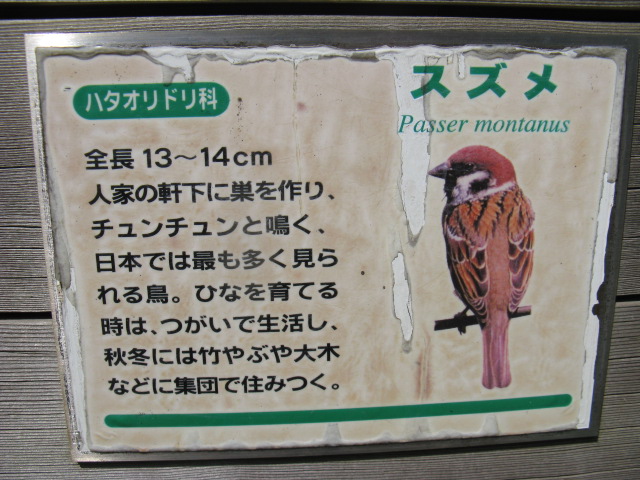 スズメ
Passer montanus
ハタオリドリ科
全長 13～14cm
人家の軒下に巣を作り、
チュンチュンと鳴く、
日本では最も多く見ら
れる鳥。ひなを育てる
時は、つがいで生活し、
秋冬には竹やぶや大木
などに集団で住みつく。